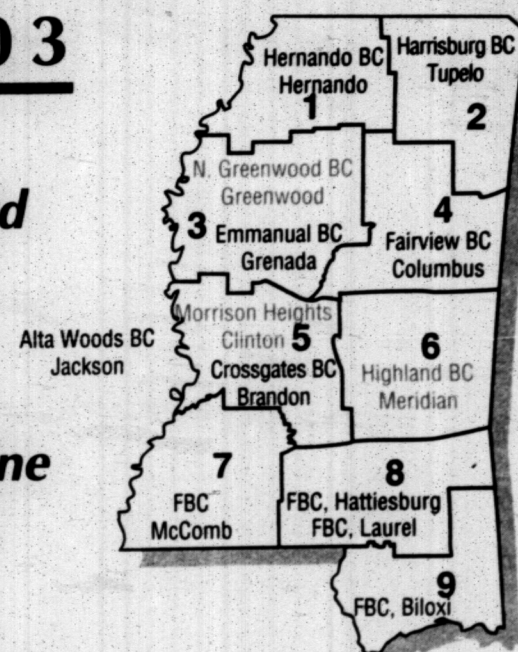 0 3
Hernando BC
Hernando
1
Harrisburg BC
Tupelo
2
d
N. Greenwood BC
Greenwood
3
Emmanual BC
Grenada
4
Fairview BC
Columbus
Alta Woods BC
Jackson
Morrison Heights
Clinton
5
Crossgates BC
Brandon
6
Highland BC
Meridian
ne
7
FBC
McComb
8
FBC, Hattiesburg
FBC, Laurel
9
FBC, Biloxi